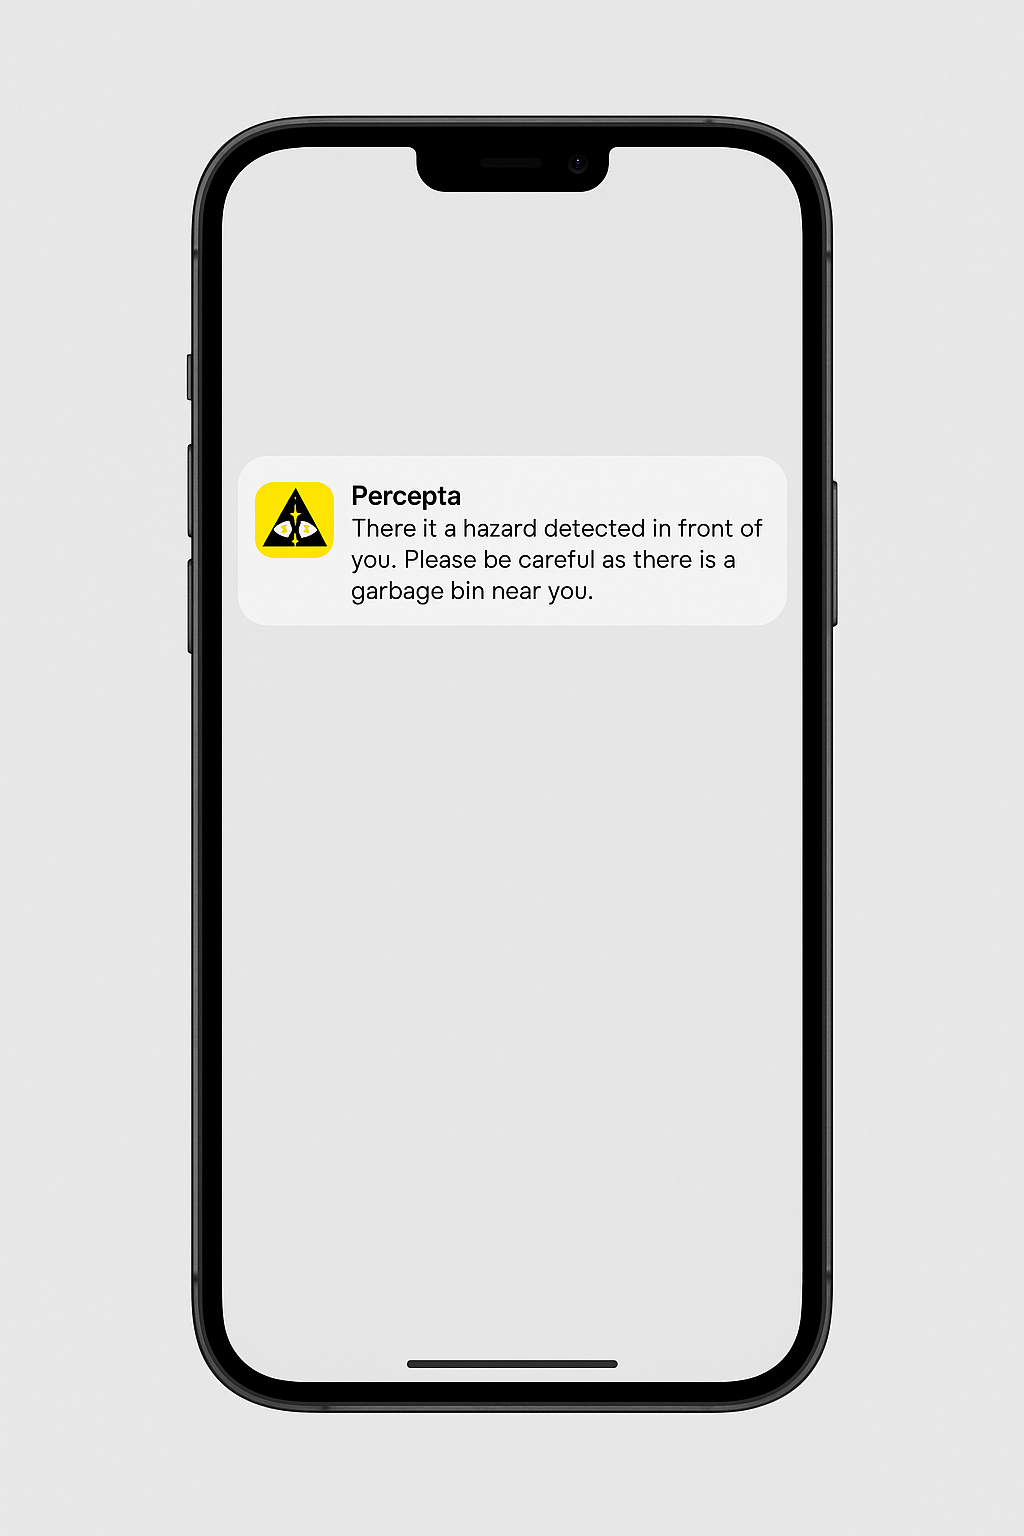 Percepta
There it a hazard detected in front of
you. Please be careful as there is a
garbage bin near you.